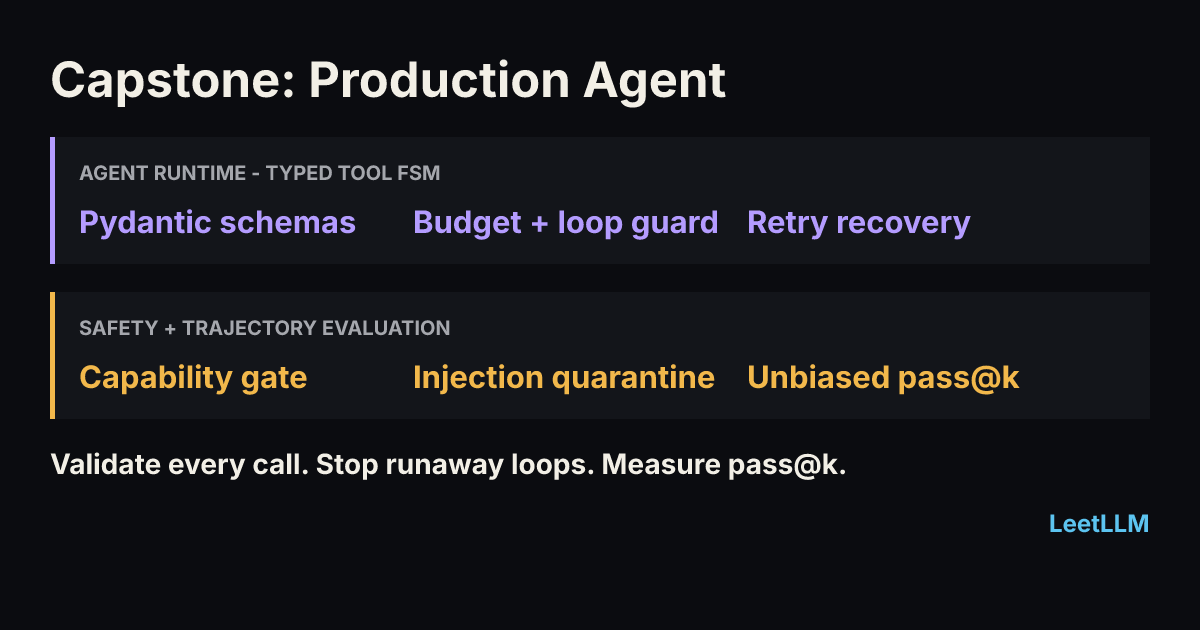 Capstone: Production Agent
AGENT RUNTIME - TYPED TOOL FSM
Pydantic schemas Budget + loop guard Retry recovery
SAFETY + TRAJECTORY EVALUATION
Capability gate Injection quarantine Unbiased pass@k
Validate every call. Stop runaway loops. Measure pass@k.
LeetLLM